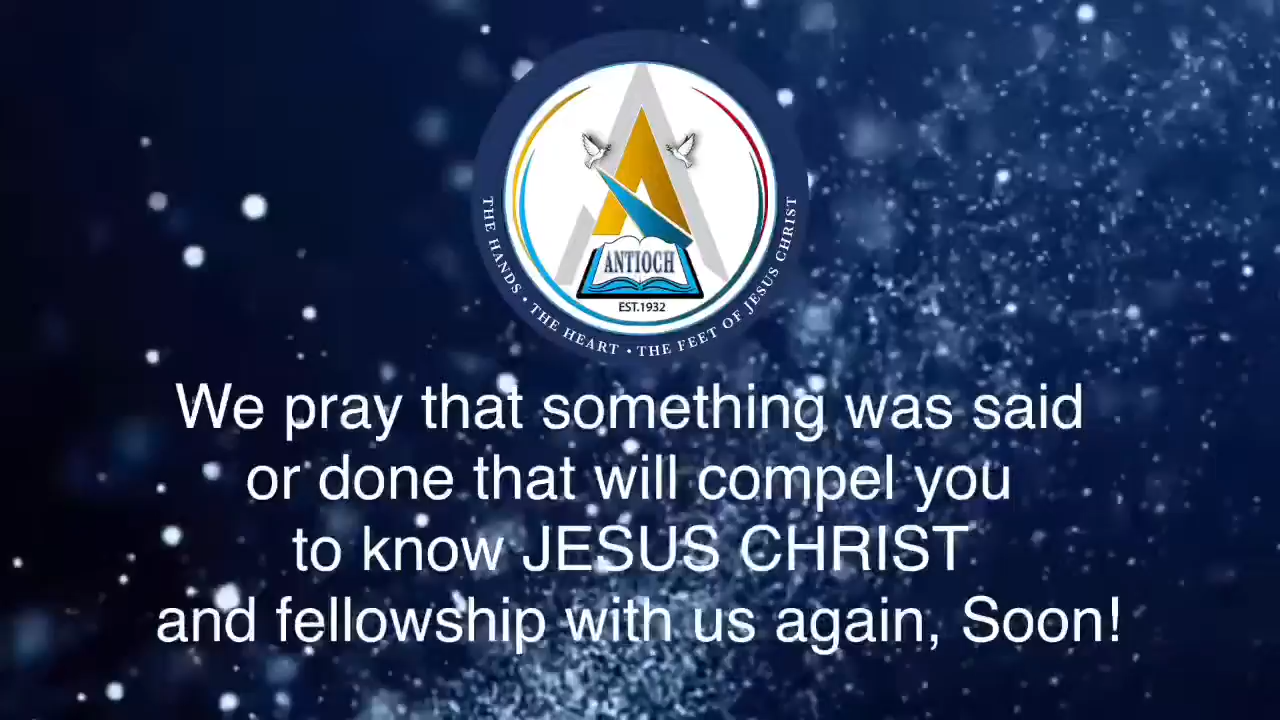 ANTIOCH
EST.1932
THE HANDS • THE HEART • THE FEET OF JESUS CHRIST
We pray that something was said
or done that will compel you
to know JESUS CHRIST
and fellowship with us again, Soon!